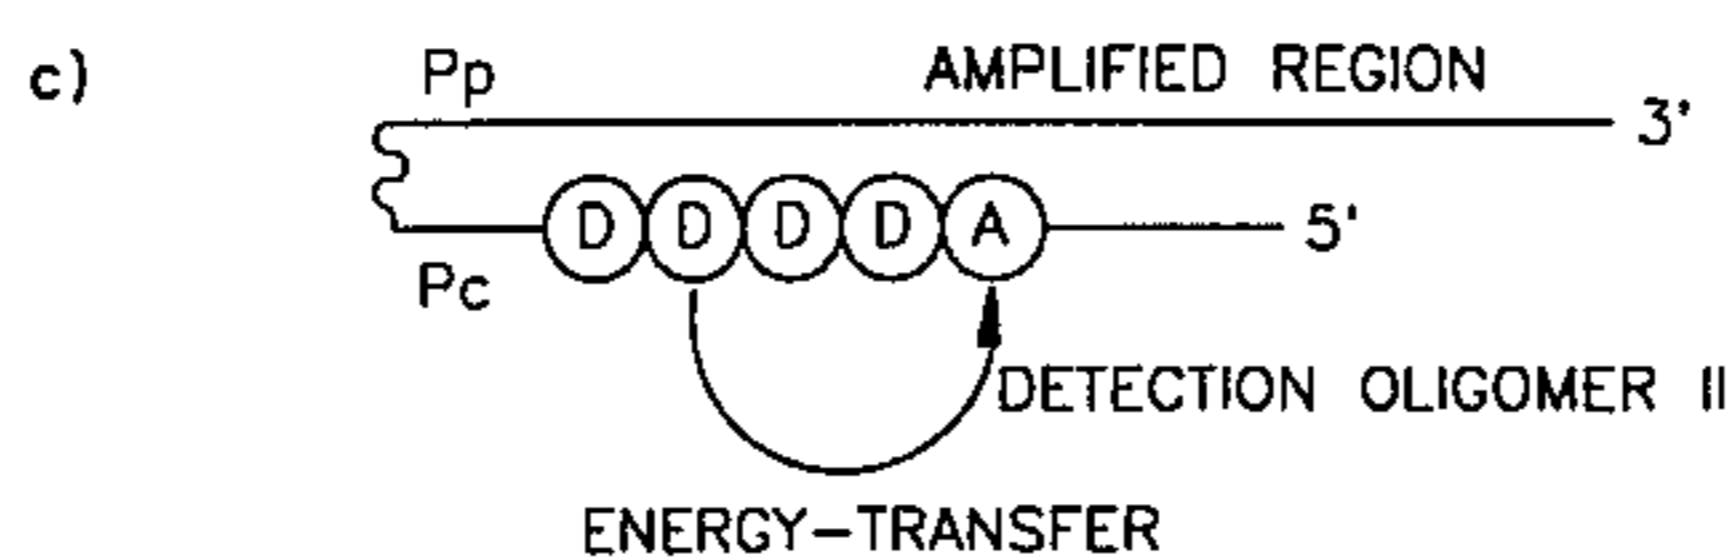 c)
Pp
AMPLIFIED REGION
3'
D D D D A
5'
Pc
DETECTION OLIGOMER II
ENERGY-TRANSFER